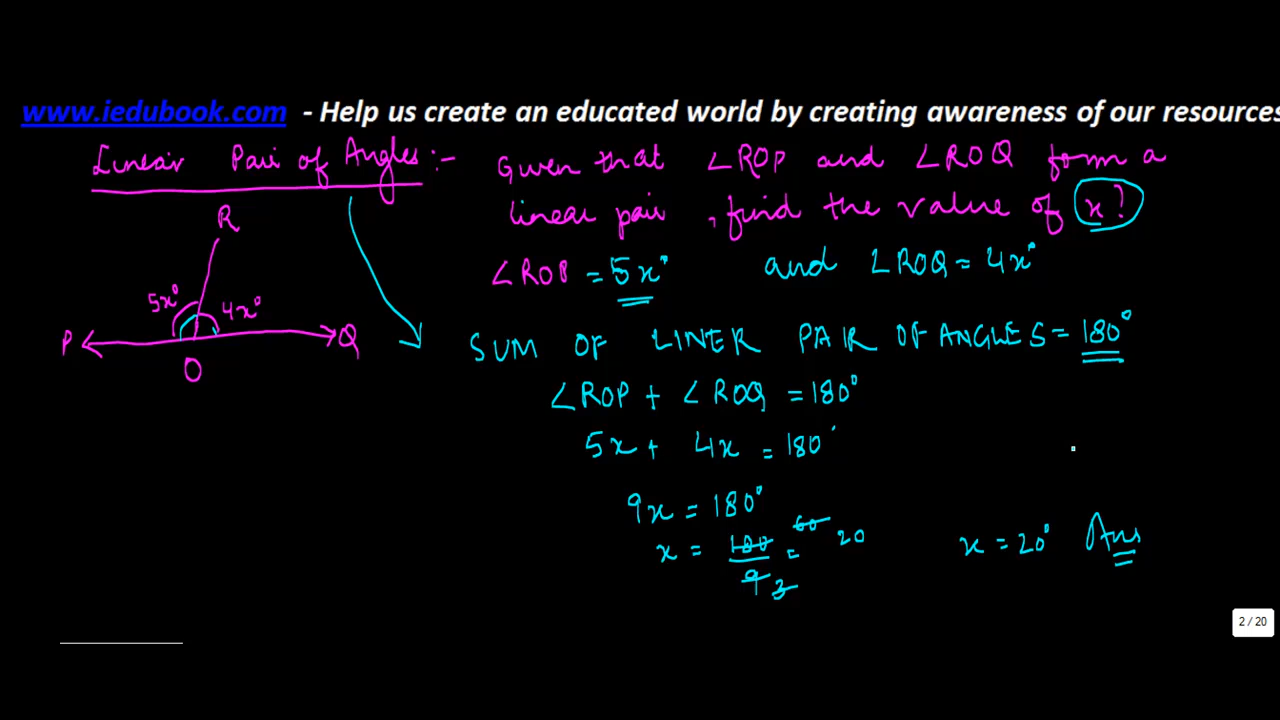 www.iedubook.com - Help us create an educated world by creating awareness of our resources
Linear Pair of Angles :- Given that ∠ROP and ∠ROQ form a
linear pair, find the value of x?
R
∠ROP = 5x° and ∠ROQ = 4x°
5x° 4x°
P Q
O
SUM OF LINER PAIR OF ANGLES = 180°
∠ROP + ∠ROQ = 180°
5x + 4x = 180°
9x = 180°
x = 180/9 = 60/3 20
x = 20° Ans
2 / 20